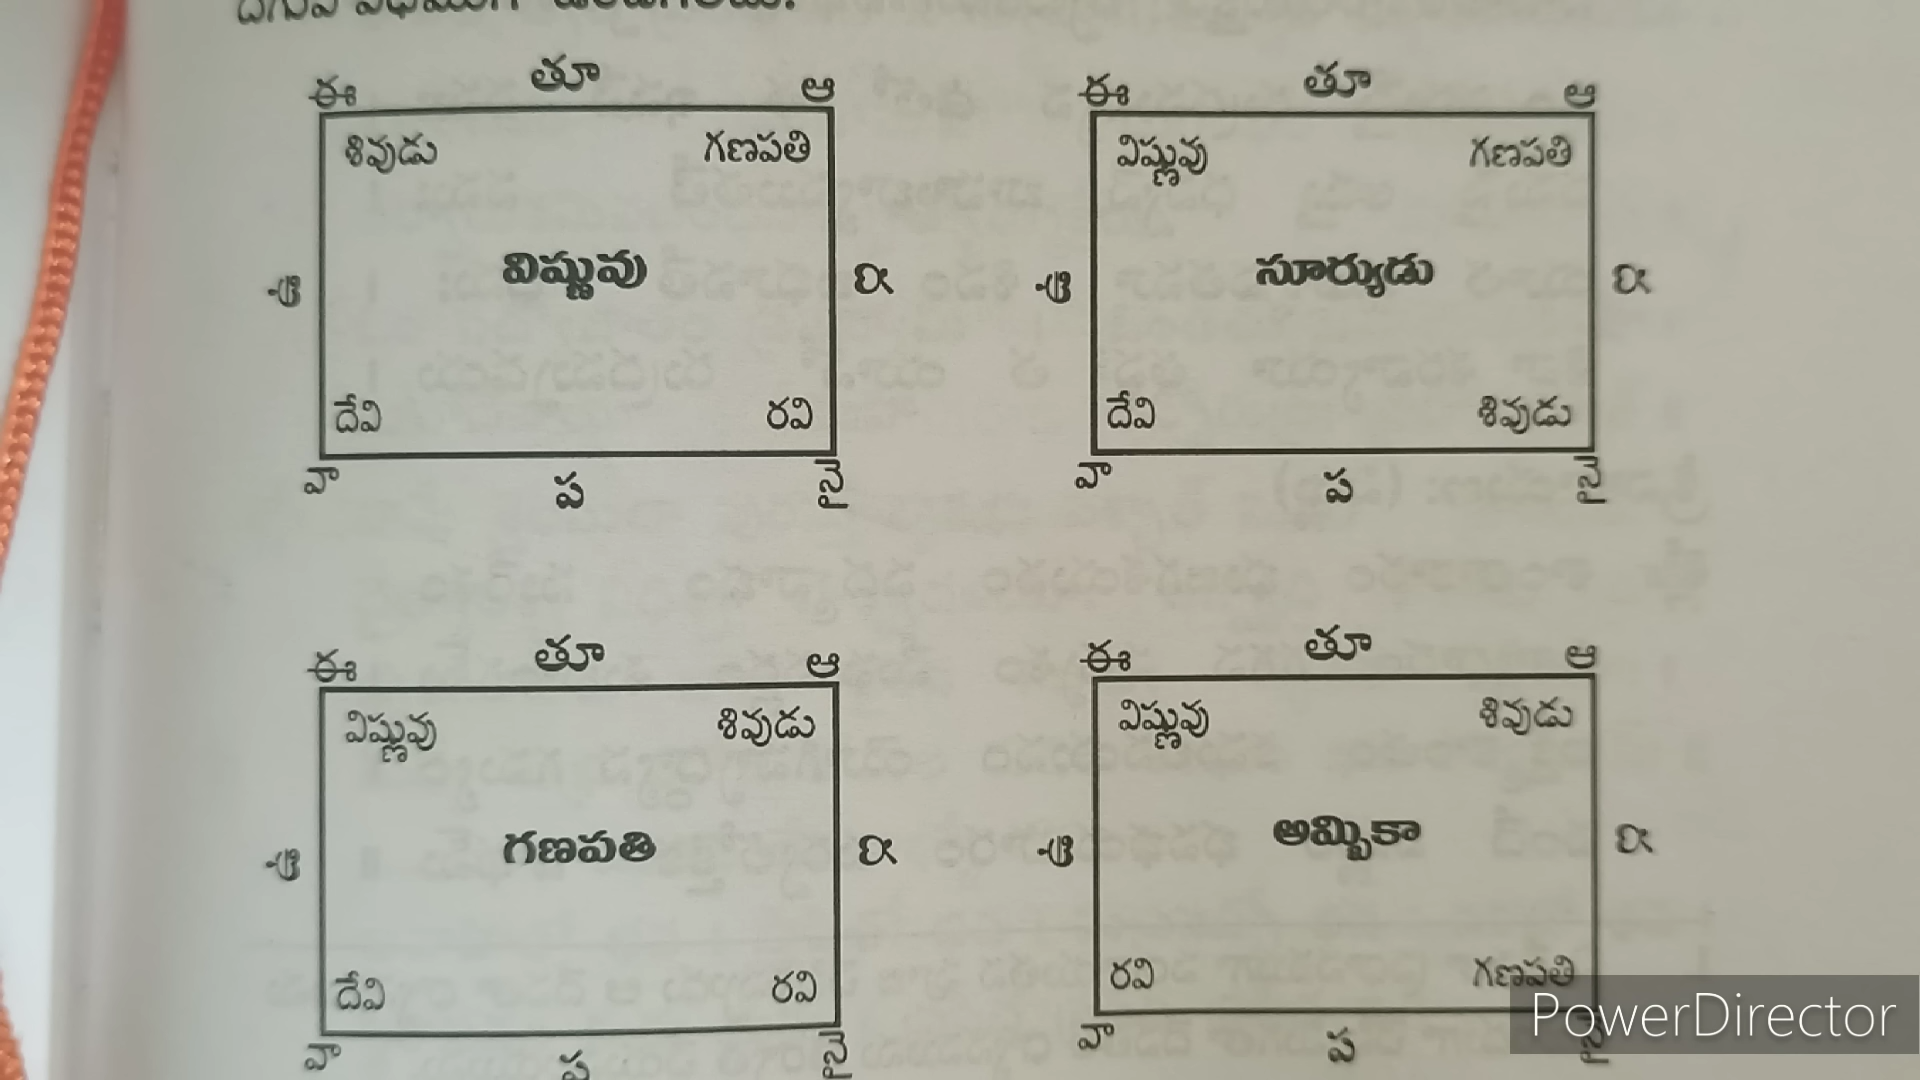 ఈ తూ ఆ
శివుడు గణపతి
విష్ణువు
ఉ ద
దేవి రవి
వా ప నై
ఈ తూ ఆ
విష్ణువు గణపతి
సూర్యుడు
ఉ ద
దేవి శివుడు
వా ప నై
ఈ తూ ఆ
విష్ణువు శివుడు
గణపతి
ఉ ద
దేవి రవి
వా ప నై
ఈ తూ ఆ
విష్ణువు శివుడు
అమ్బికా
ఉ ద
రవి గణపతి
వా ప నై
PowerDirector